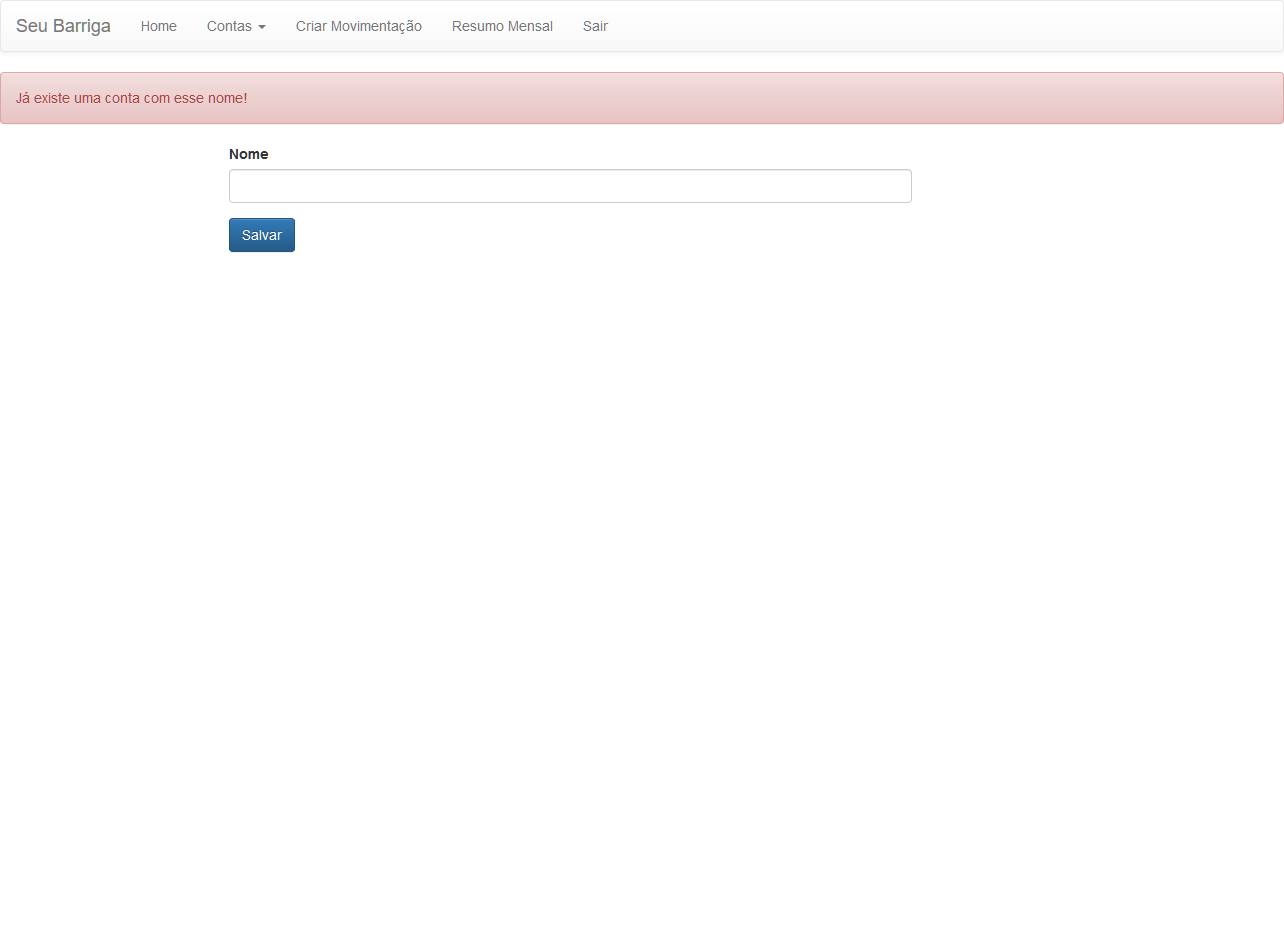 Seu Barriga Home Contas Criar Movimentação Resumo Mensal Sair
Já existe uma conta com esse nome!
Nome
Salvar